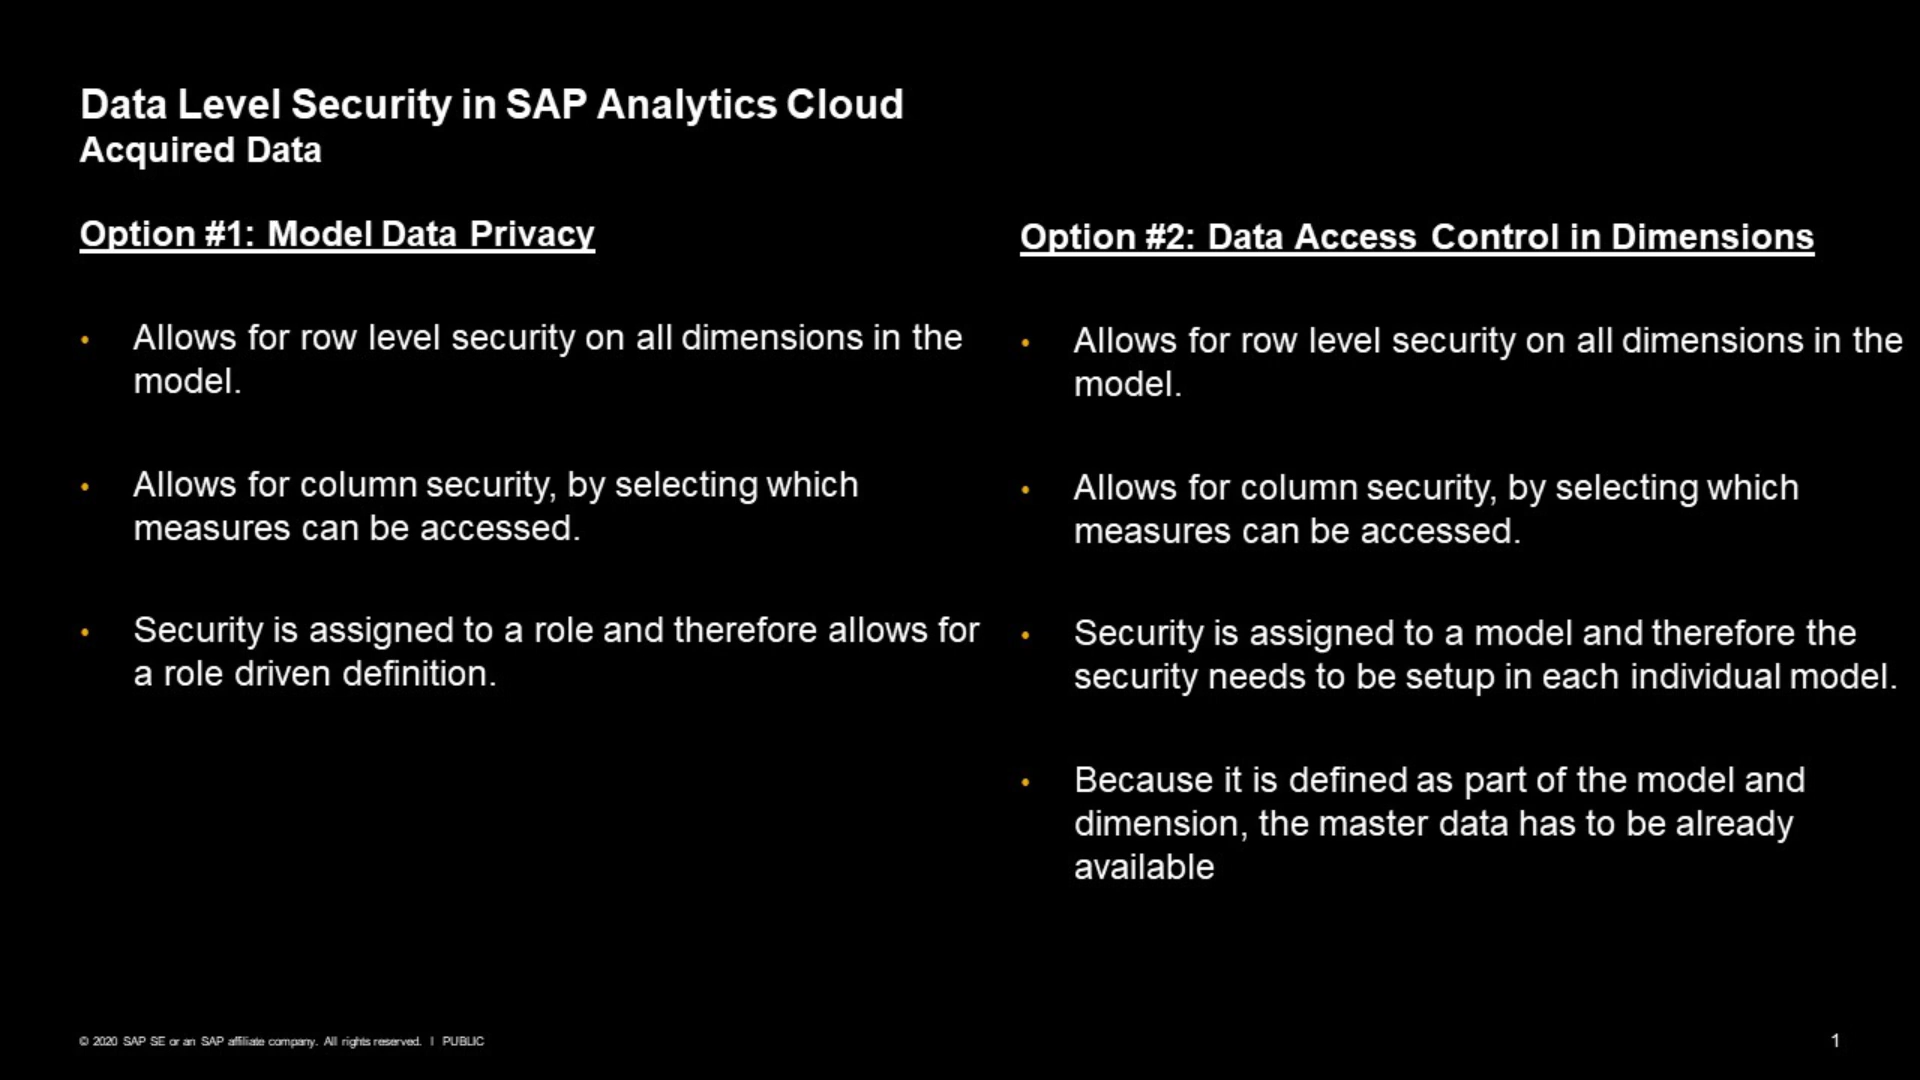 Data Level Security in SAP Analytics Cloud
Acquired Data
Option #1: Model Data Privacy
• Allows for row level security on all dimensions in the
model.
• Allows for column security, by selecting which
measures can be accessed.
• Security is assigned to a role and therefore allows for
a role driven definition.
Option #2: Data Access Control in Dimensions
• Allows for row level security on all dimensions in the
model.
• Allows for column security, by selecting which
measures can be accessed.
• Security is assigned to a model and therefore the
security needs to be setup in each individual model.
• Because it is defined as part of the model and
dimension, the master data has to be already
available
© 2020 SAP SE or an SAP affiliate company. All rights reserved. I PUBLIC
1